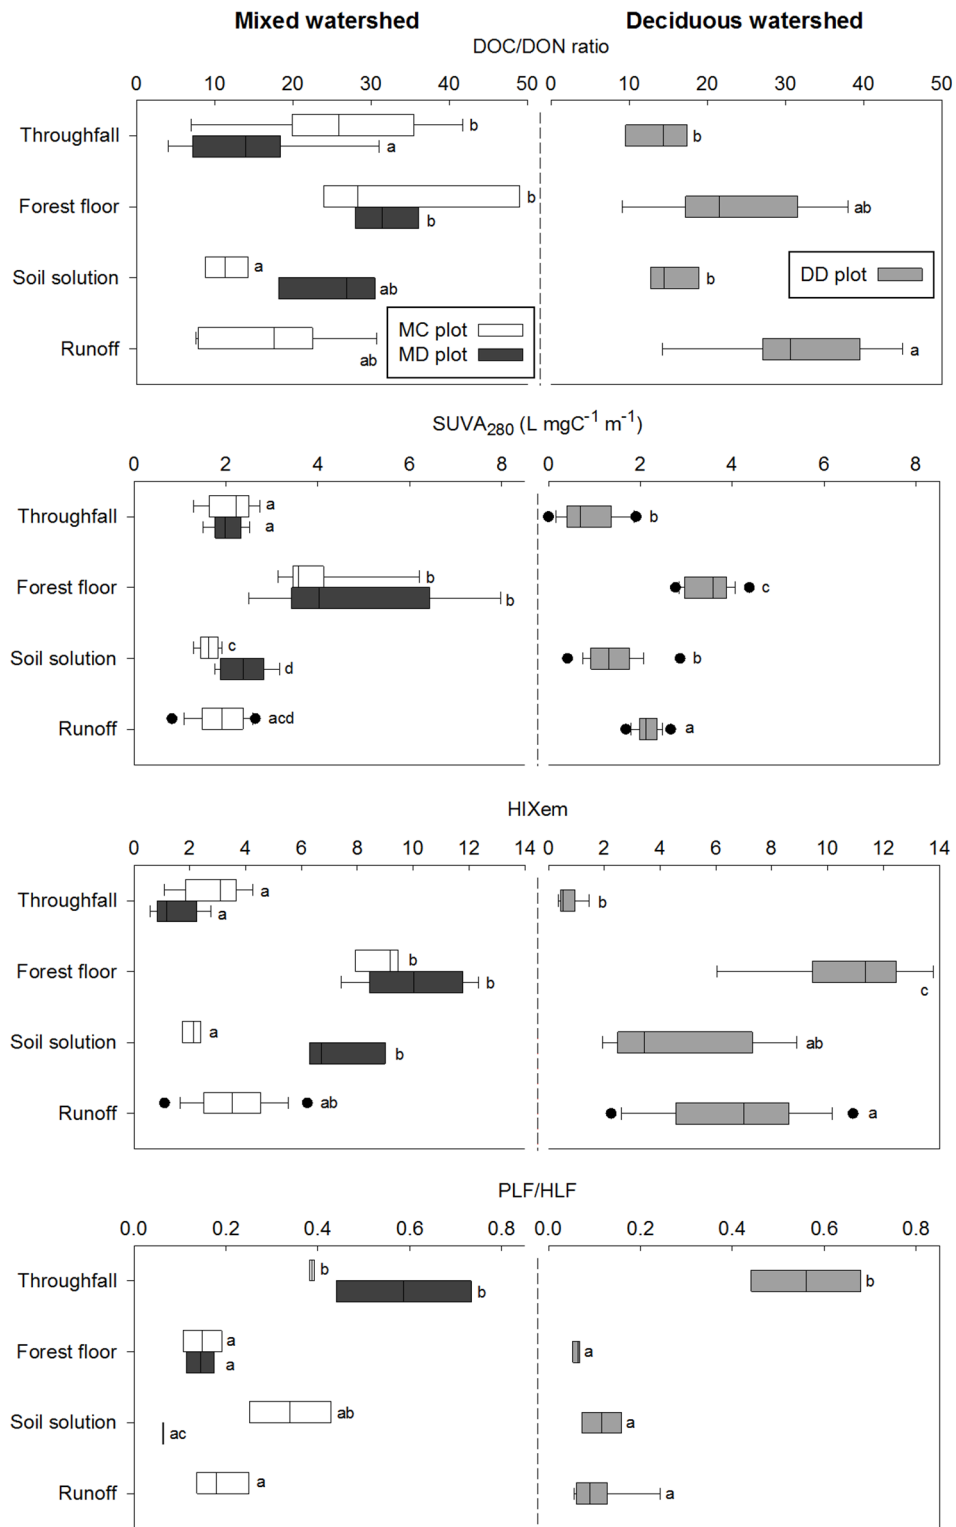 Mixed watershed Deciduous watershed
DOC/DON ratio
0 10 20 30 40 50 0 10 20 30 40 50
Throughfall b a b
Forest floor b b ab
Soil solution a ab b
DD plot
MC plot
MD plot
Runoff ab a
SUVA280 (L mgC-1 m-1)
0 2 4 6 8 0 2 4 6 8
Throughfall a a b
Forest floor b b c
Soil solution c d b
Runoff acd a
HIXem
0 2 4 6 8 10 12 14 0 2 4 6 8 10 12 14
Throughfall a a b
Forest floor b b c
Soil solution a b ab
Runoff ab a
PLF/HLF
0.0 0.2 0.4 0.6 0.8 0.0 0.2 0.4 0.6 0.8
Throughfall b b b
Forest floor a a a
Soil solution ab ac a
Runoff a a